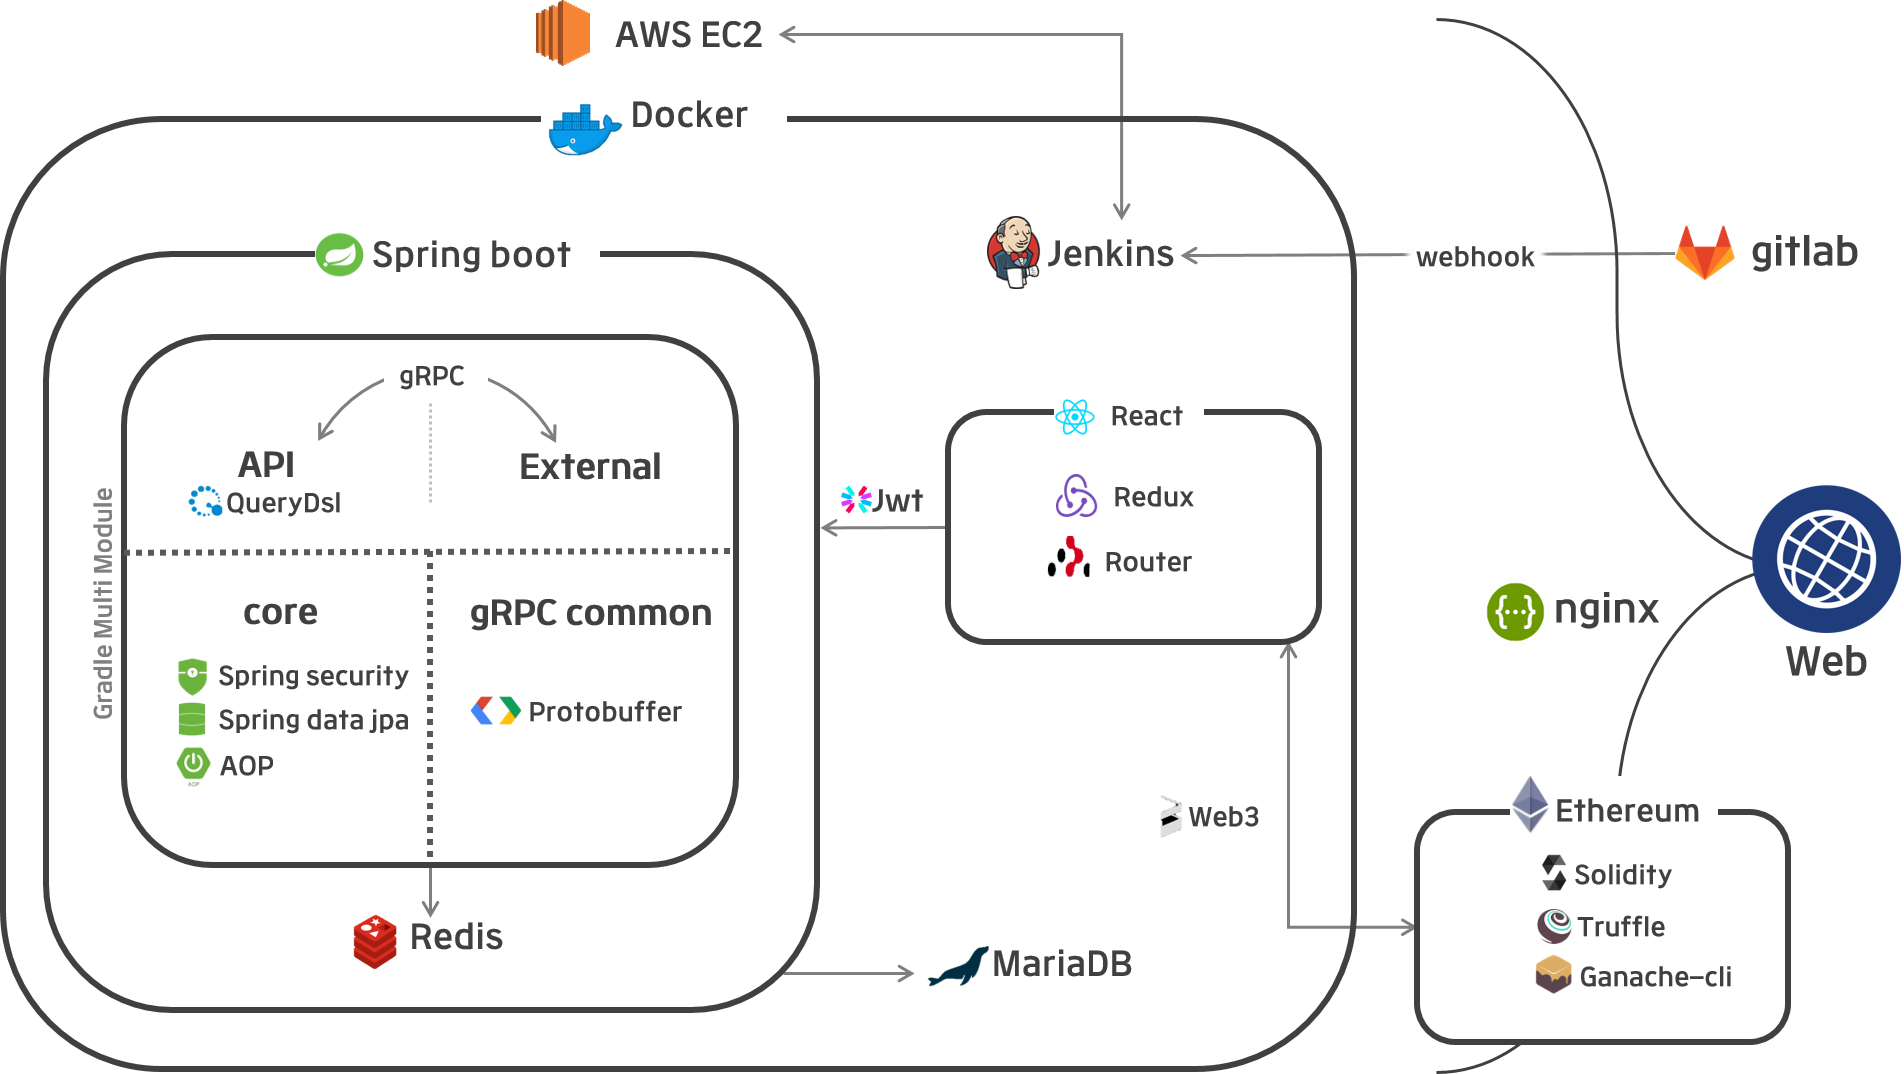 AWS EC2
Docker
Spring boot
Jenkins
webhook
gitlab
gRPC
API
QueryDsl
External
Gradle Multi Module
core
Spring security
Spring data jpa
AOP
AOP
gRPC common
Protobuffer
Redis
Jwt
React
Redux
Router
nginx
Web
Web3
MariaDB
Ethereum
Solidity
Truffle
Ganache-cli